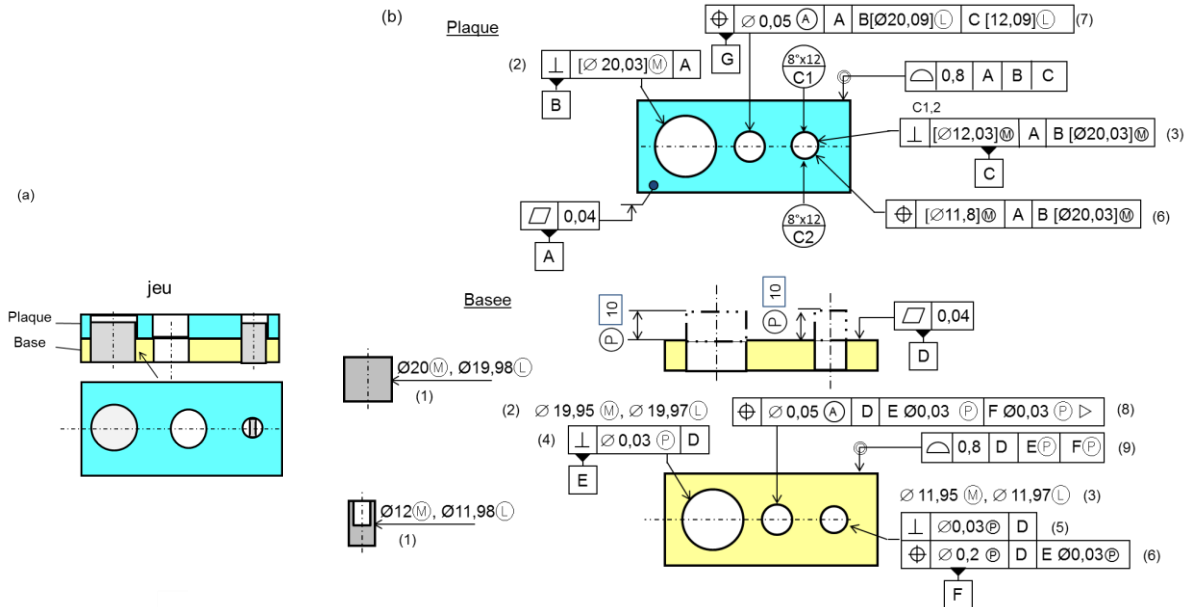 (b)
Plaque
⌖ ∅ 0,05 Ⓐ A B[Ø20,09]Ⓛ C [12,09]Ⓛ (7)
G
(2) ⊥ [∅ 20,03]Ⓜ A
B
8°x12
C1
⌓ 0,8 A B C
C1,2
⊥ [∅12,03]Ⓜ A B [Ø20,03]Ⓜ (3)
C
(a)
⏥ 0,04
A
8°x12
C2
⌖ [∅11,8]Ⓜ A B [Ø20,03]Ⓜ (6)
jeu
Plaque
Base
Basee
Ⓟ 10
Ⓟ 10
⏥ 0,04
D
Ø20Ⓜ, Ø19,98Ⓛ
(1)
(2) ∅ 19,95 Ⓜ, ∅ 19,97Ⓛ
⌖ ∅ 0,05Ⓐ D E Ø0,03 Ⓟ F Ø0,03 Ⓟ ▷ (8)
(4) ⊥ ∅ 0,03 Ⓟ D
E
⌓ 0,8 D EⓅ FⓅ (9)
Ø12Ⓜ, Ø11,98Ⓛ
(1)
∅ 11,95 Ⓜ, ∅ 11,97Ⓛ (3)
⊥ ∅0,03Ⓟ D (5)
⌖ ∅ 0,2 Ⓟ D E Ø0,03Ⓟ (6)
F